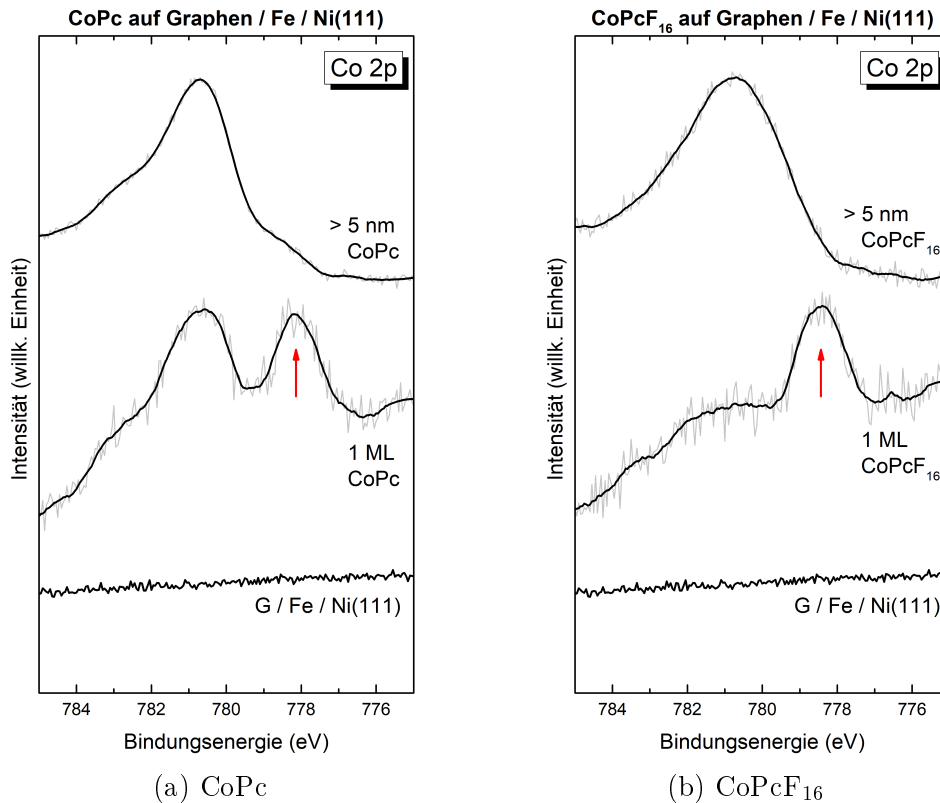 CoPc auf Graphen / Fe / Ni(111)
Intensität (willk. Einheit)
Co 2p
> 5 nm
CoPc
1 ML
CoPc
G / Fe / Ni(111)
784 782 780 778 776
Bindungsenergie (eV)
(a) CoPc
CoPcF₁₆ auf Graphen / Fe / Ni(111)
Intensität (willk. Einheit)
Co 2p
> 5 nm
CoPcF₁₆
1 ML
CoPcF₁₆
G / Fe / Ni(111)
784 782 780 778 776
Bindungsenergie (eV)
(b) CoPcF₁₆